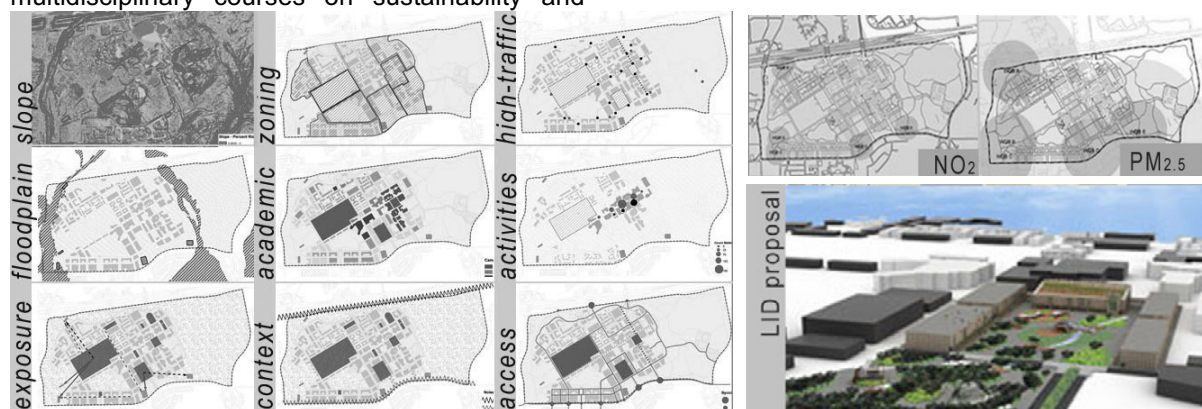 multidisciplinary courses on sustainability and
slope
zoning
high-traffic
floodplain
academic
activities
exposure
context
access
NO2
PM2.5
LID proposal